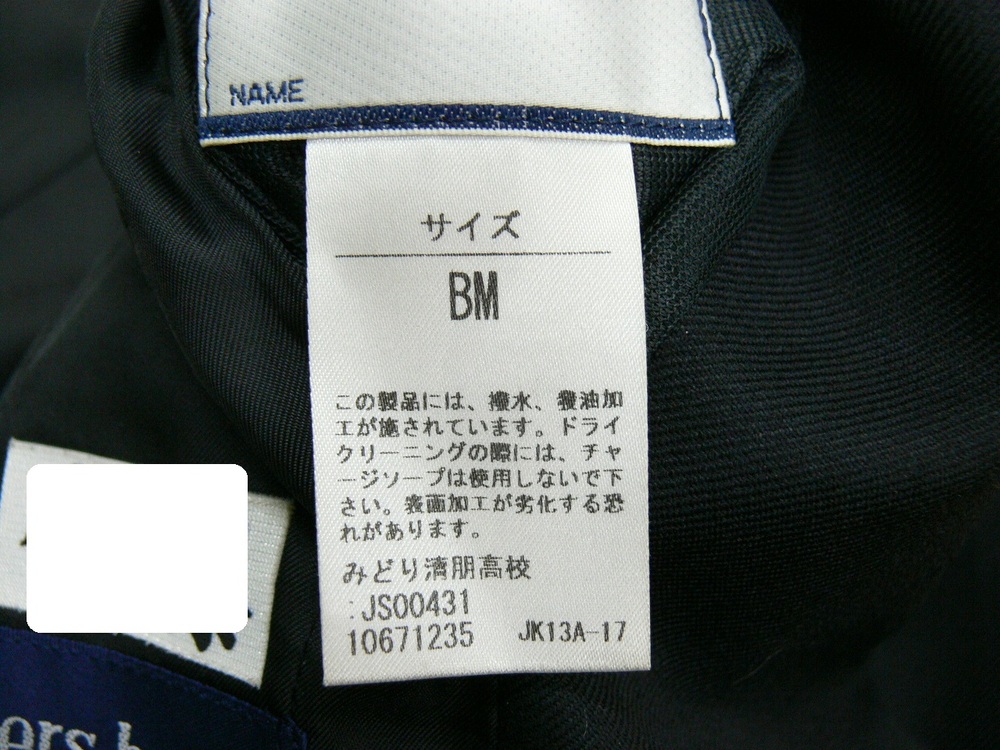 NAME
サイズ
BM
この製品には、撥水、撥油加
工が施されています。ドライ
クリーニングの際には、チャ
ージソープは使用しないで下
さい。表面加工が劣化する恐
れがあります。
みどり清朋高校
:JS00431
10671235 JK13A-17
ers b